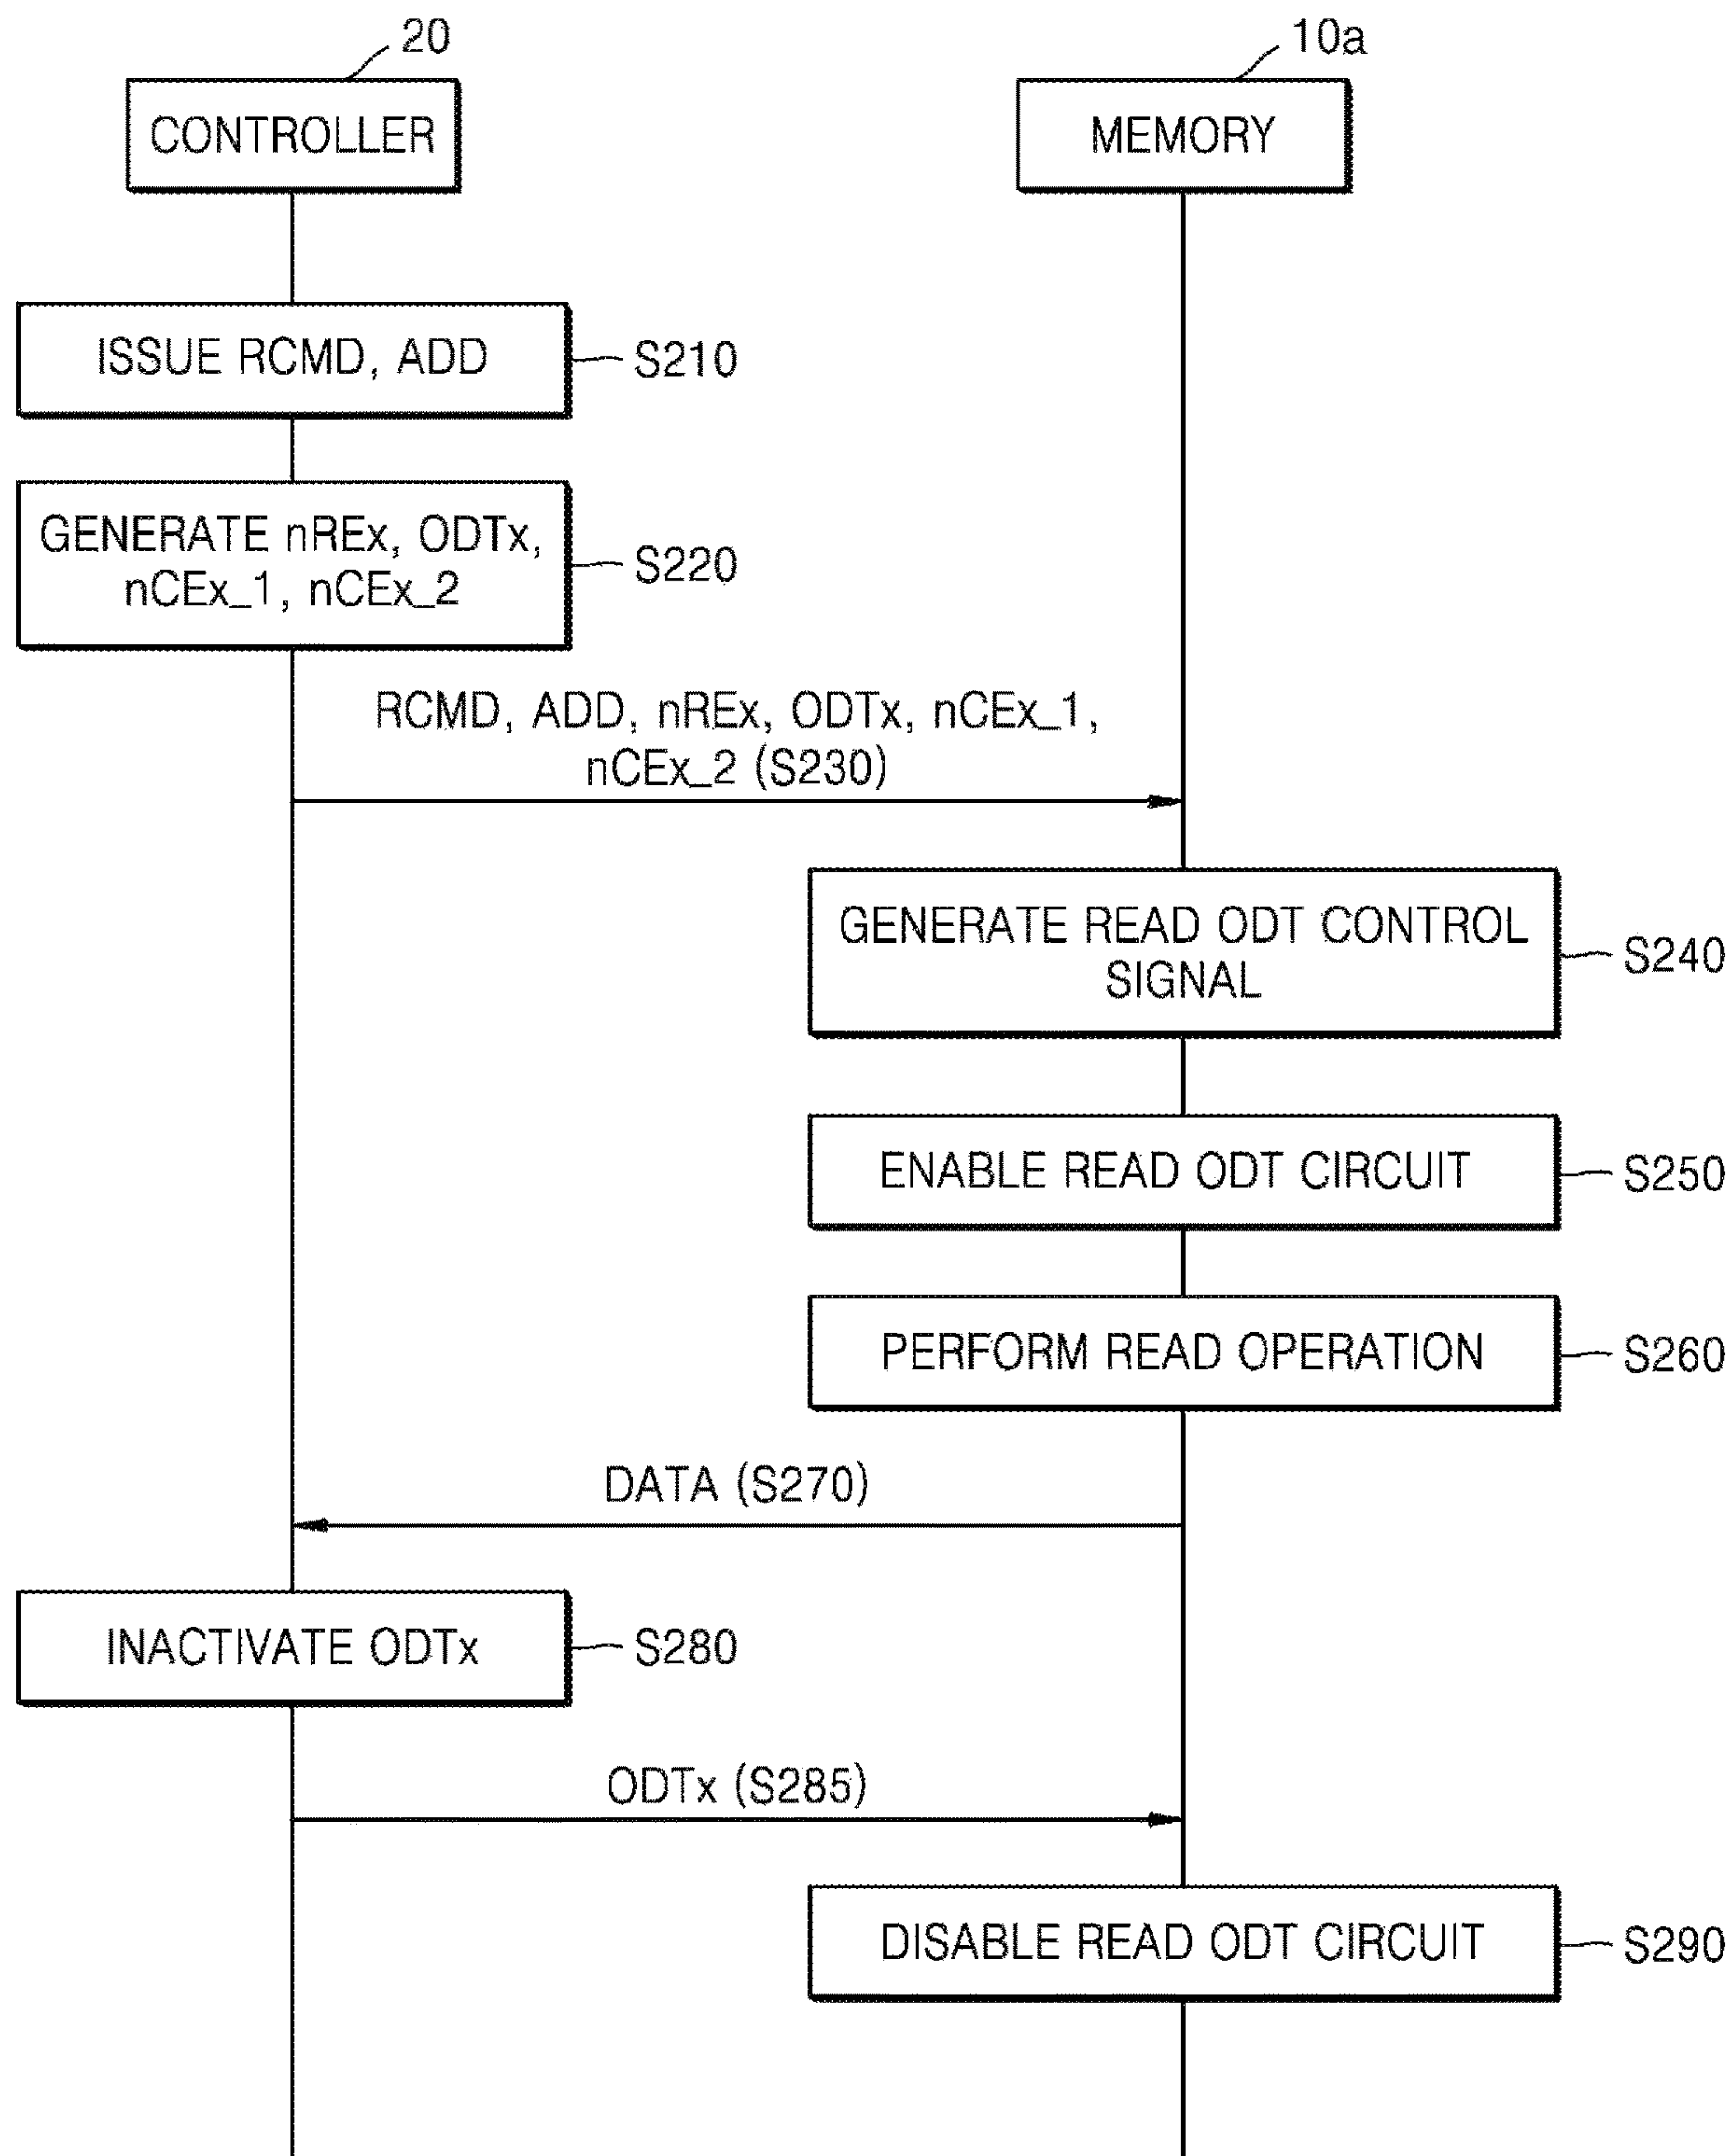 20
10a
CONTROLLER
MEMORY
ISSUE RCMD, ADD
S210
GENERATE nREx, ODTx,
nCEx_1, nCEx_2
S220
RCMD, ADD, nREx, ODTx, nCEx_1,
nCEx_2 (S230)
GENERATE READ ODT CONTROL
SIGNAL
S240
ENABLE READ ODT CIRCUIT
S250
PERFORM READ OPERATION
S260
DATA (S270)
INACTIVATE ODTx
S280
ODTx (S285)
DISABLE READ ODT CIRCUIT
S290